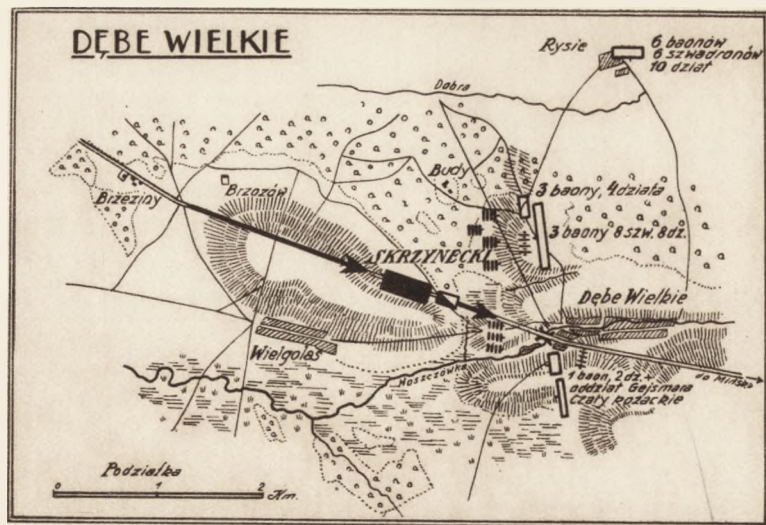 DĘBE WIELKIE
Rysie
6 baonów
6 szwadronów
10 dział
Dobra
Budy
Brzeziny
Brzozów
3 baony, 4 działa
3 baony 8 szw. 8 dz.
SKRZYNECKI
Dębe Wielkie
Wielgolas
Moszczówka
do Mińska
1 baon, 2 dz. +
oddział Gejsmara
Czaty kozackie
Podziałka
0 1 2 Km.